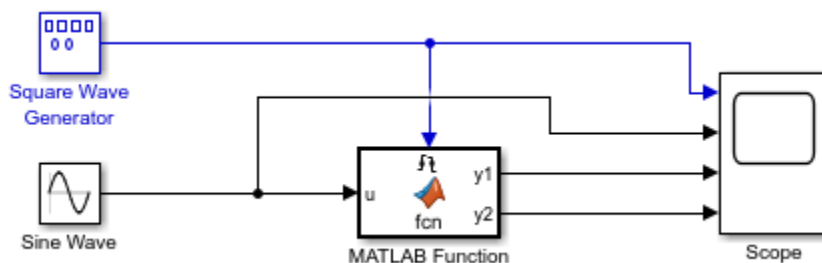 Square Wave
Generator
Sine Wave
u
fcn
y1
y2
MATLAB Function
Scope